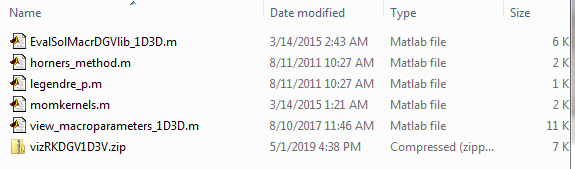 Name Date modified Type Size
EvalSolMacrDGVlib_1D3D.m 3/14/2015 2:43 AM Matlab file 6 K
horners_method.m 8/11/2011 10:27 AM Matlab file 2 K
legendre_p.m 8/11/2011 10:27 AM Matlab file 1 K
momkernels.m 3/14/2015 1:21 AM Matlab file 2 K
view_macroparameters_1D3D.m 8/10/2017 11:46 AM Matlab file 11 K
vizRKDGV1D3V.zip 5/1/2019 4:38 PM Compressed (zipp... 7 K